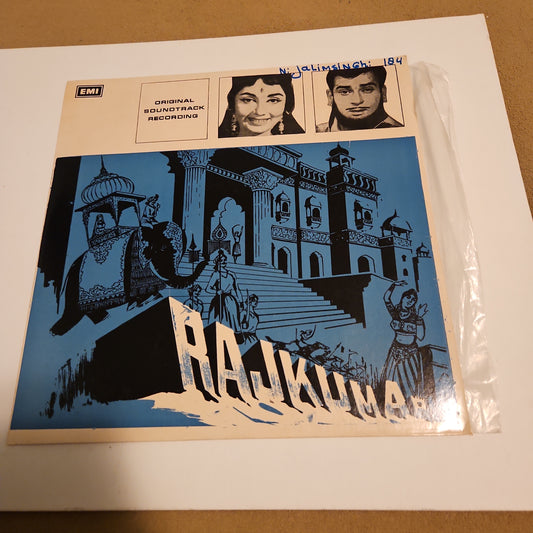 N. JALIMSINGH. 184
EMI
ORIGINAL
SOUNDTRACK
RECORDING
RAJKUMAR